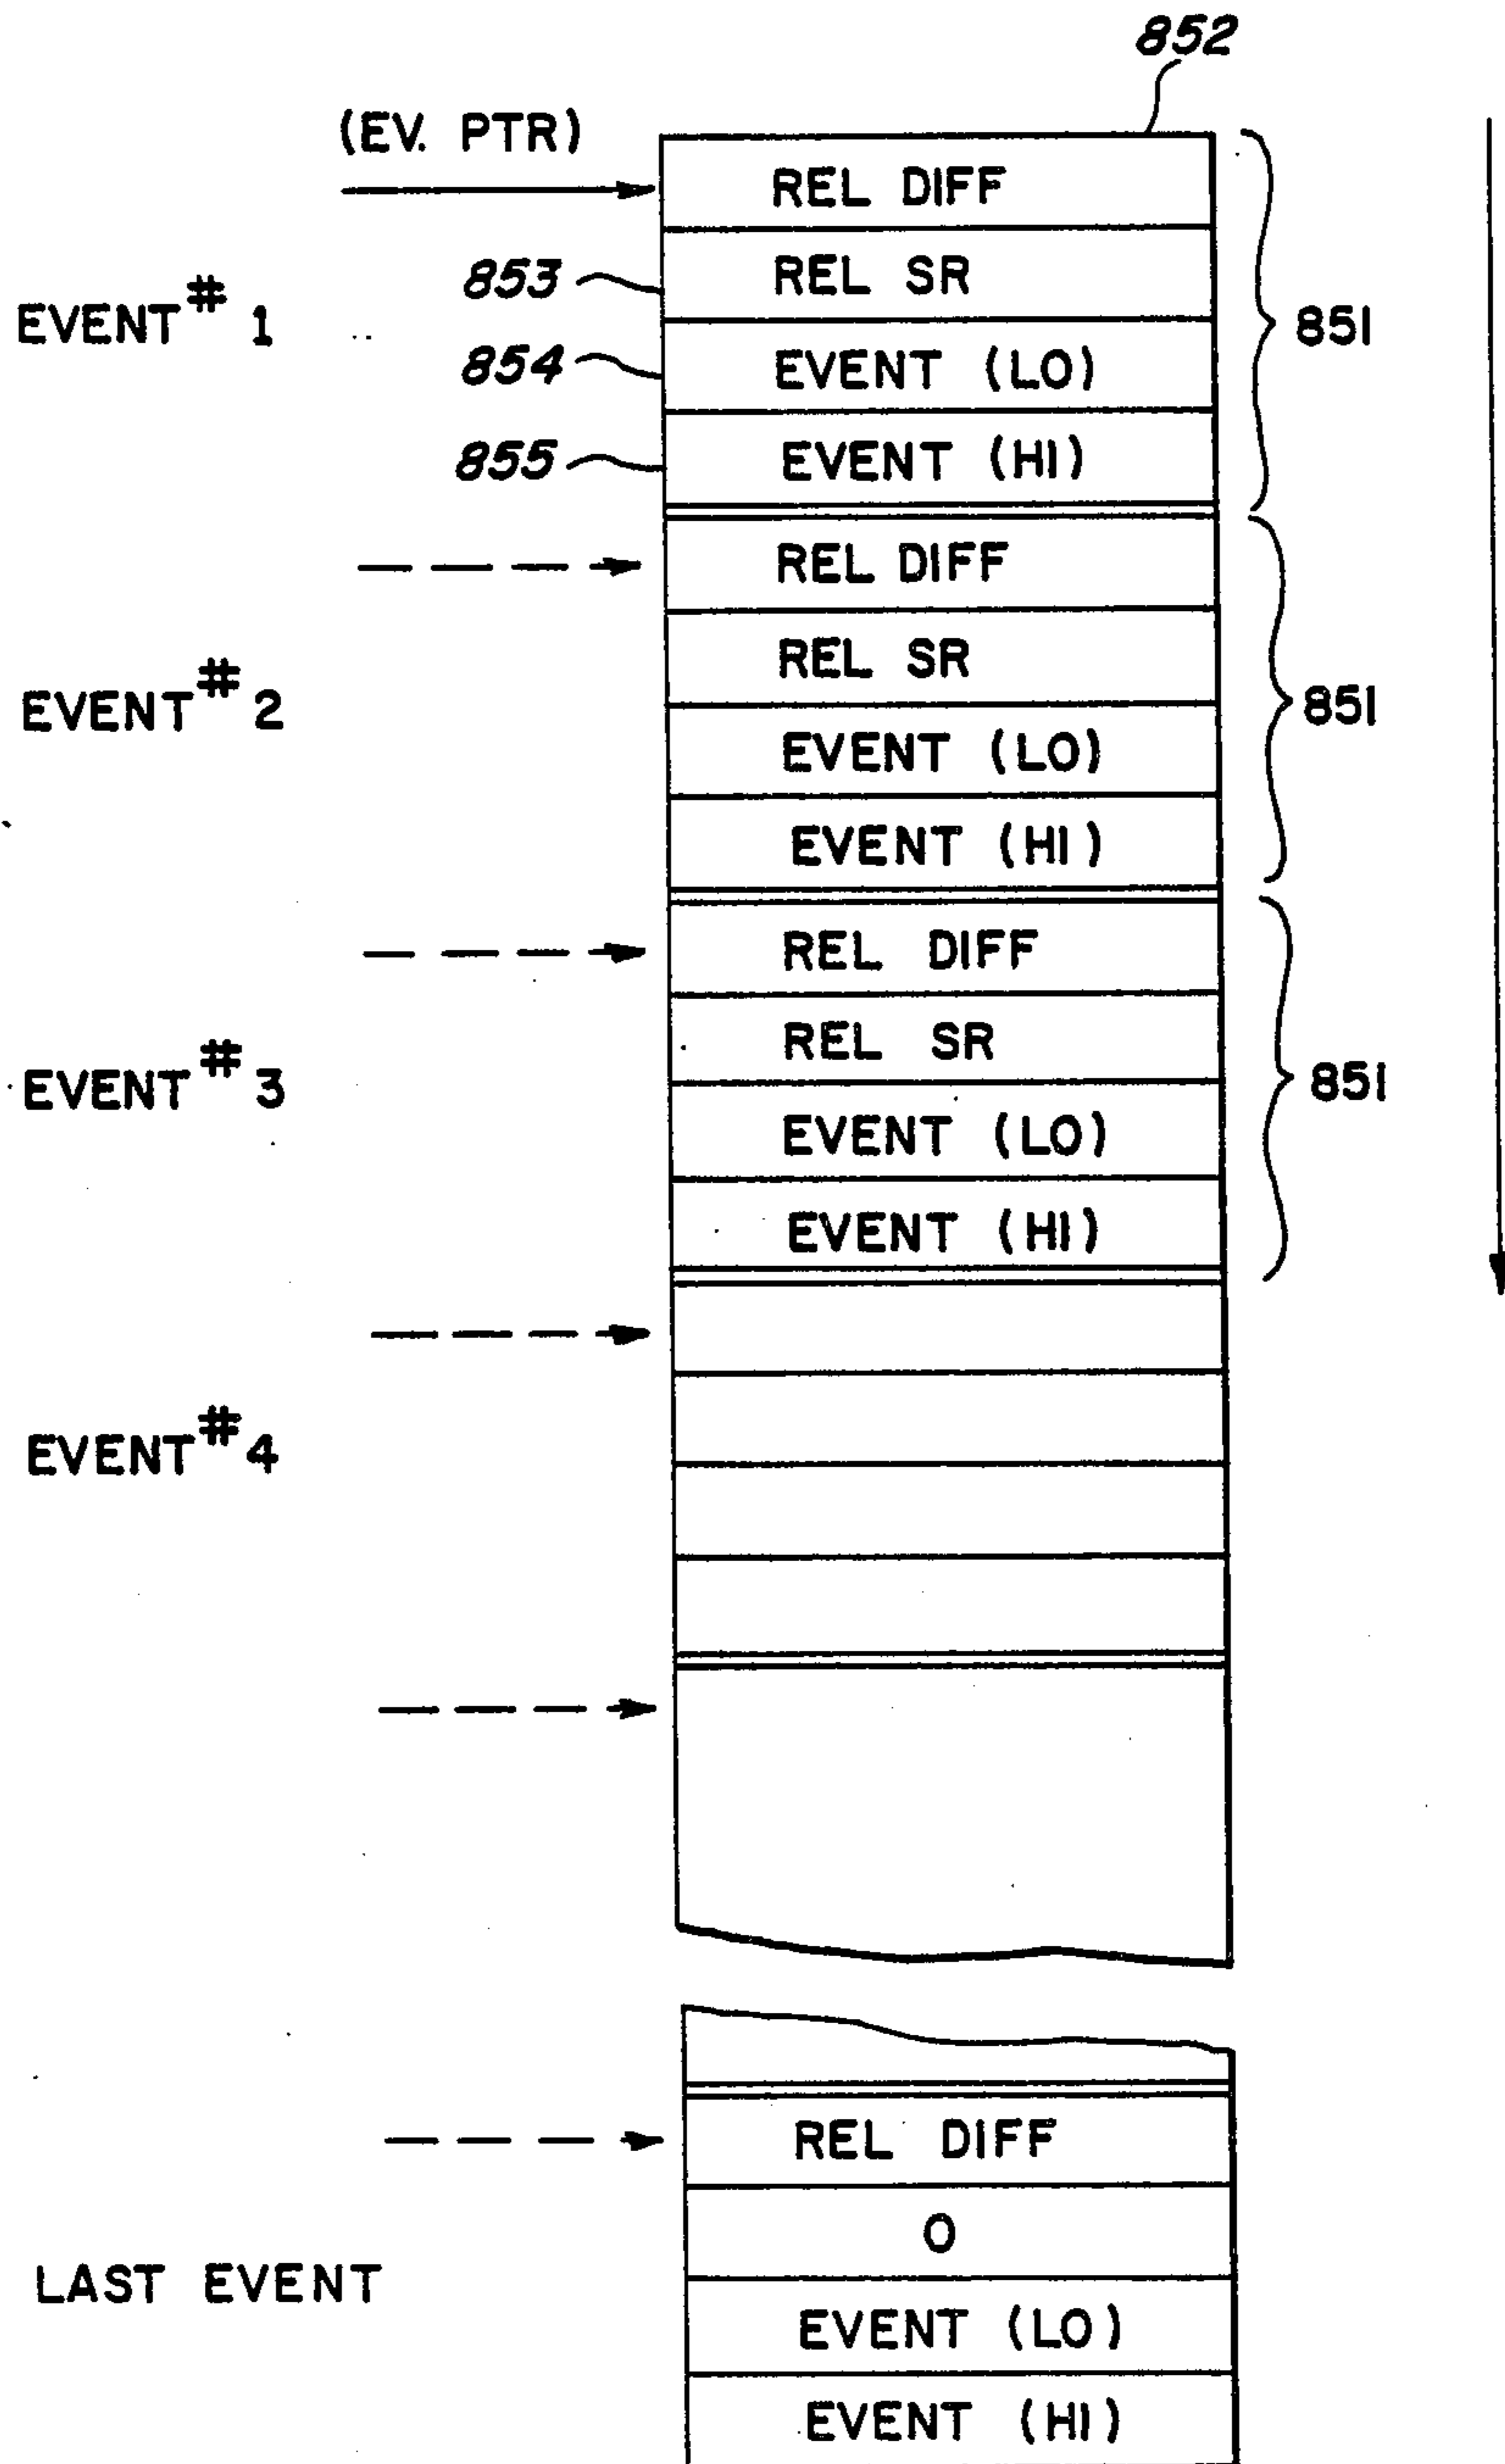 852
(EV. PTR)
REL DIFF
853
REL SR
EVENT # 1
851
854
EVENT (LO)
855
EVENT (HI)
REL DIFF
REL SR
EVENT # 2
851
EVENT (LO)
EVENT (HI)
REL DIFF
REL SR
EVENT # 3
851
EVENT (LO)
EVENT (HI)
EVENT # 4
REL DIFF
0
LAST EVENT
EVENT (LO)
EVENT (HI)